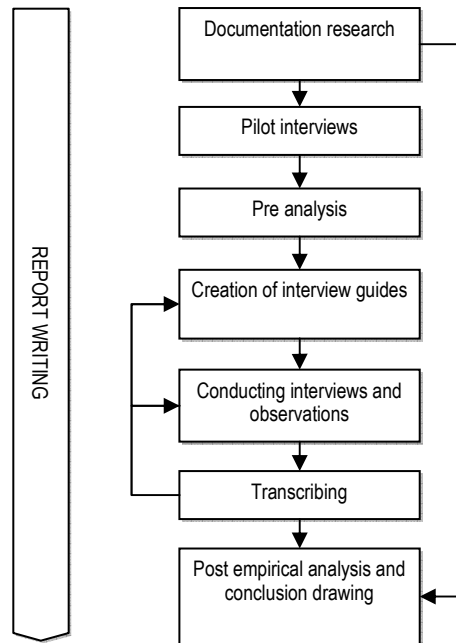 REPORT WRITING
Documentation research
Pilot interviews
Pre analysis
Creation of interview guides
Conducting interviews and
observations
Transcribing
Post empirical analysis and
conclusion drawing